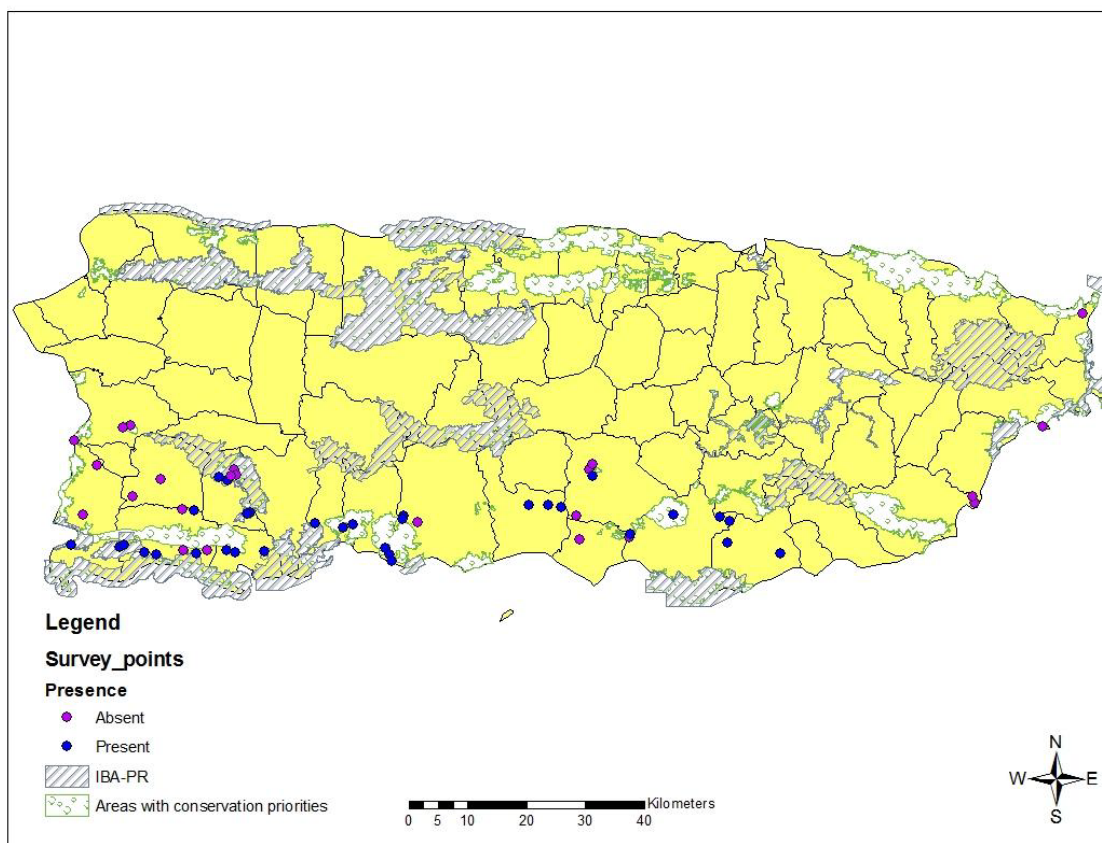 Legend
Survey_points
Presence
Absent
Present
IBA-PR
Areas with conservation priorities
Kilometers
0 5 10 20 30 40
N
W E
S